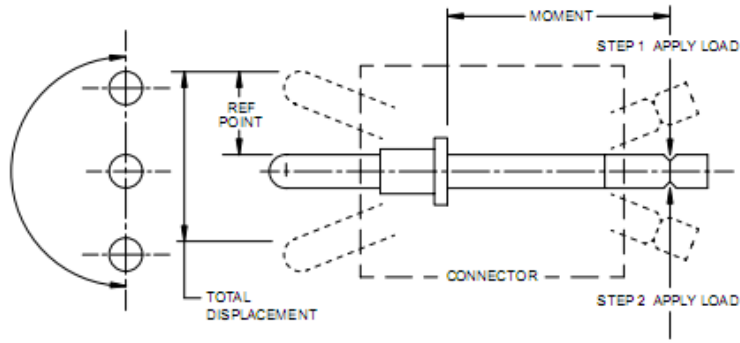 MOMENT
STEP 1 APPLY LOAD
REF
POINT
CONNECTOR
TOTAL
DISPLACEMENT
STEP 2 APPLY LOAD